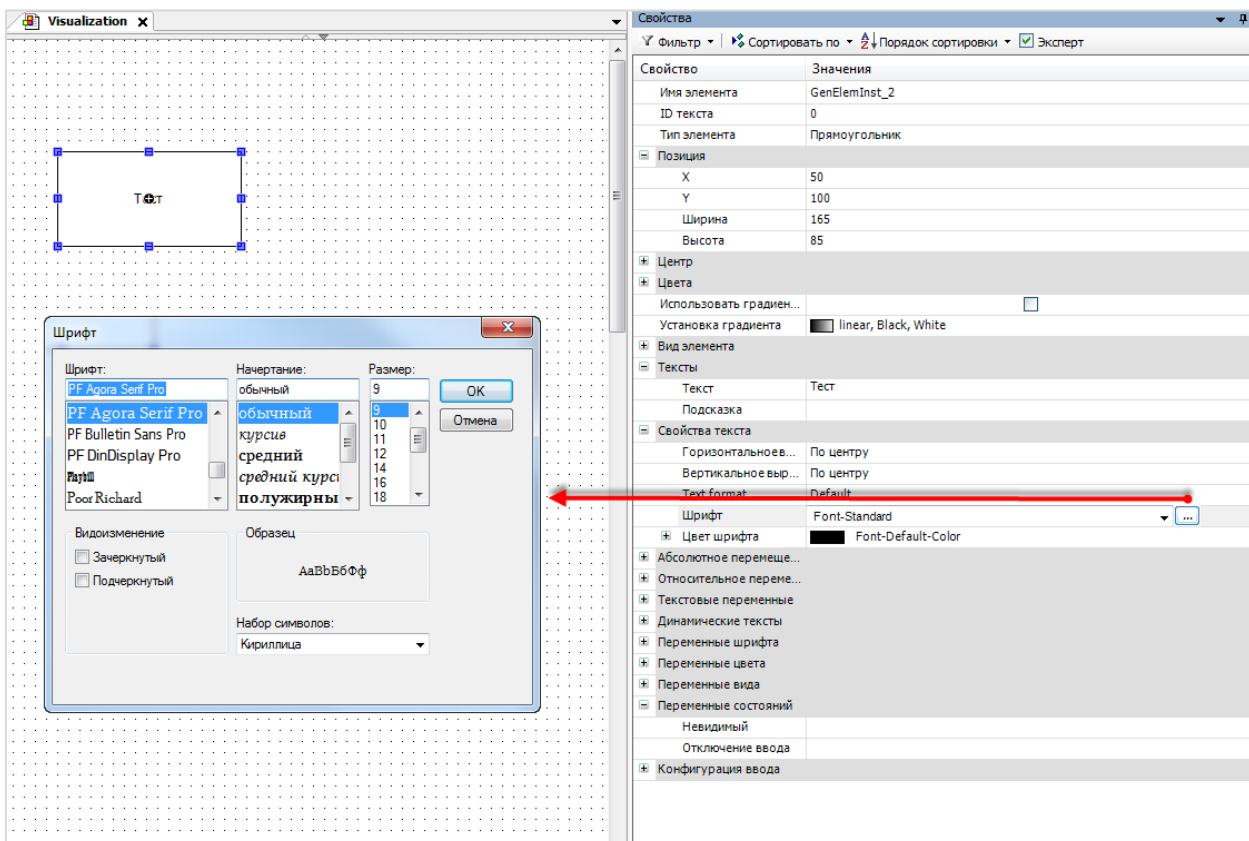 Visualization X
Тест
Шрифт
Шрифт:
Начертание:
Размер:
PF Agora Serif Pro
обычный
9
OK
Отмена
PF Agora Serif Pro
PF Bulletin Sans Pro
PF DinDisplay Pro
Playbill
Poor Richard
обычный
курсив
средний
средний курси
полужирны
9
10
11
12
14
16
18
Видоизменение
Зачеркнутый
Подчеркнутый
Образец
AaBbБбФф
Набор символов:
Кириллица
Свойства
Фильтр Сортировать по Порядок сортировки Эксперт
Свойство Значения
Имя элемента GenElemInst_2
ID текста 0
Тип элемента Прямоугольник
Позиция
X 50
Y 100
Ширина 165
Высота 85
Центр
Цвета
Использовать градиен...
Установка градиента linear, Black, White
Вид элемента
Тексты
Текст Тест
Подсказка
Свойства текста
Горизонтальноев... По центру
Вертикальное выр... По центру
Text format Default
Шрифт Font-Standard ...
Цвет шрифта Font-Default-Color
Абсолютное перемеще...
Относительное переме...
Текстовые переменные
Динамические тексты
Переменные шрифта
Переменные цвета
Переменные вида
Переменные состояний
Невидимый
Отключение ввода
Конфигурация ввода